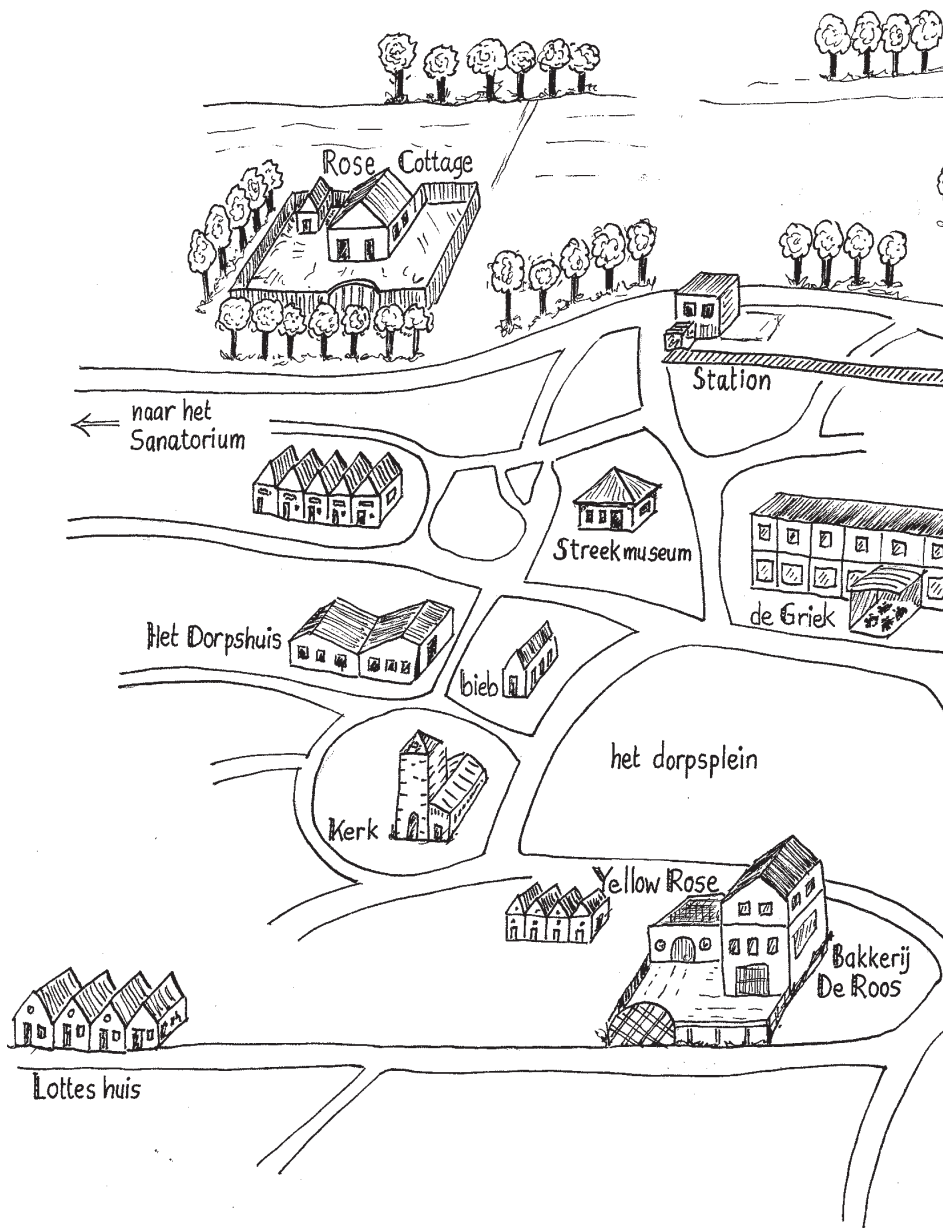 Rose Cottage
Station
naar het
Sanatorium
Streekmuseum
de Griek
Het Dorpshuis
bieb
het dorpsplein
Kerk
Yellow Rose
Bakkerij
De Roos
Lottes huis